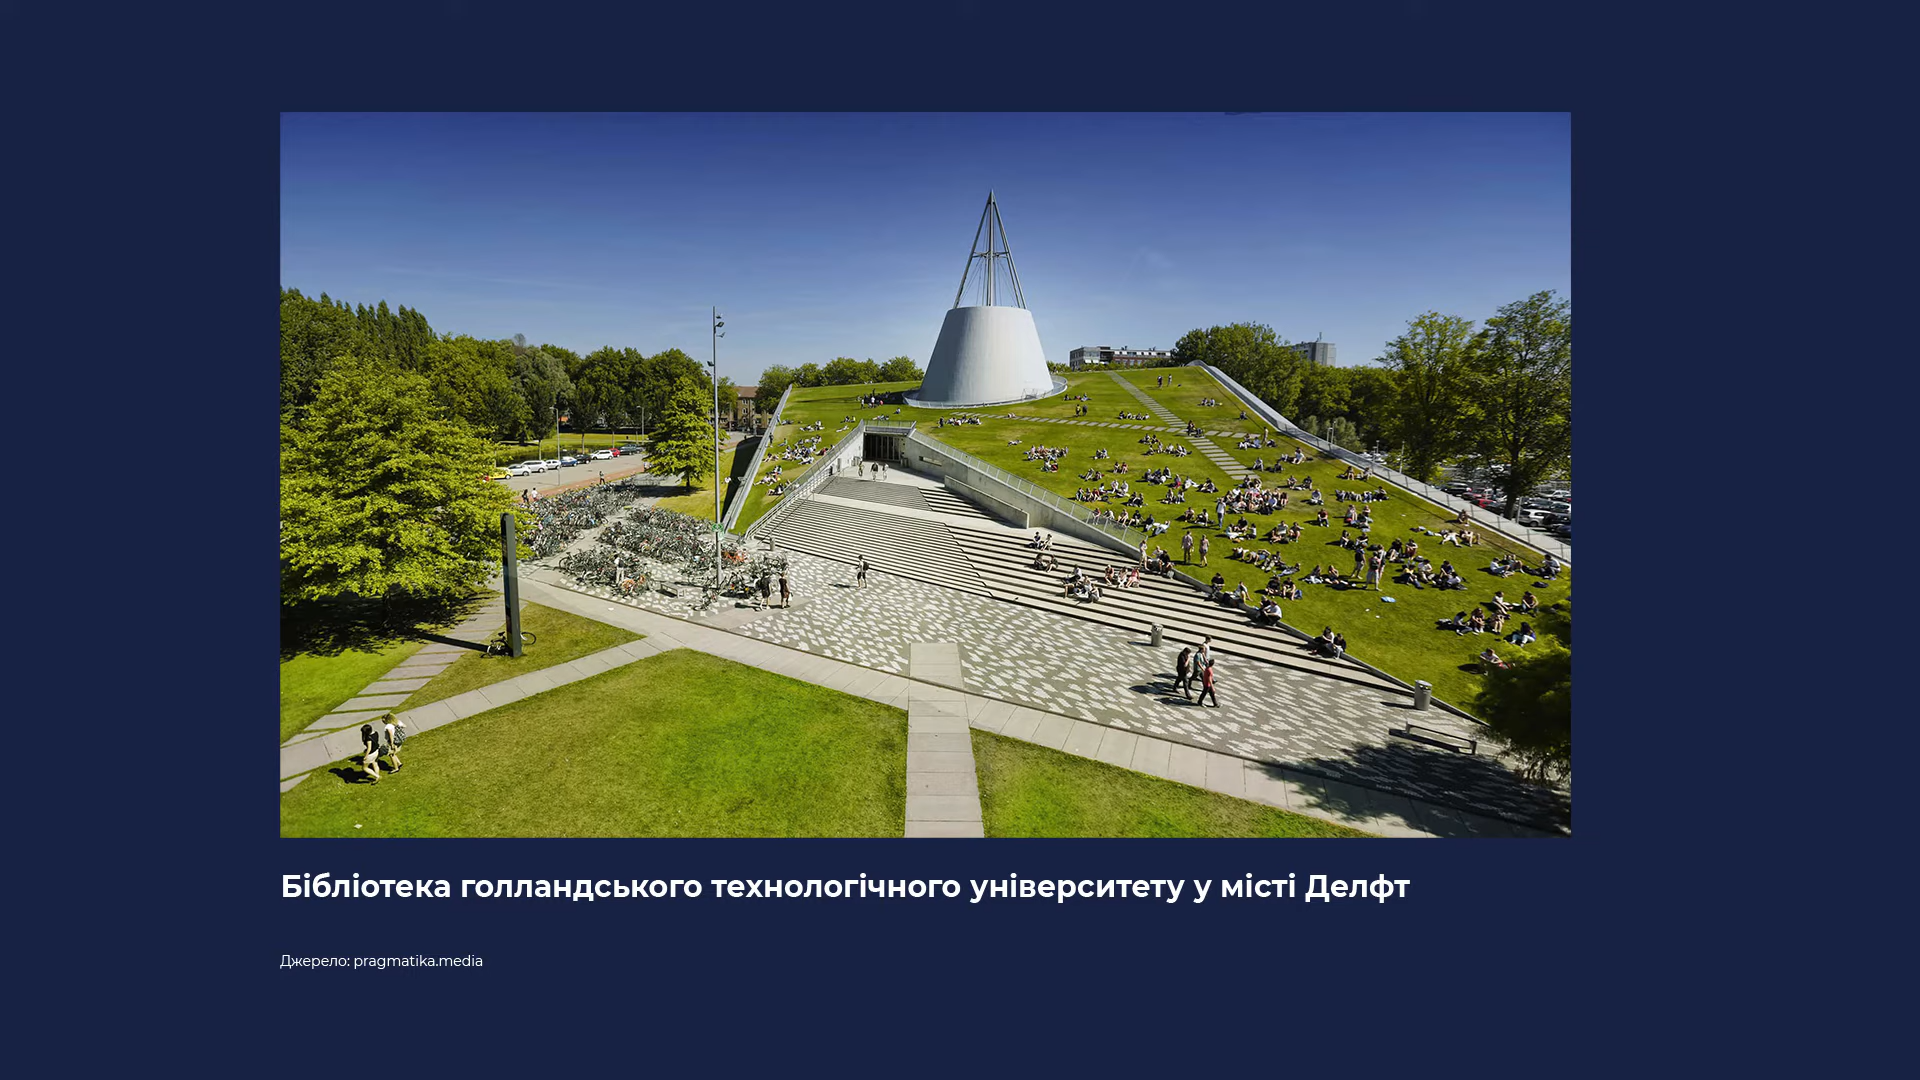 Бібліотека голландського технологічного університету у місті Делфт
Джерело: pragmatika.media